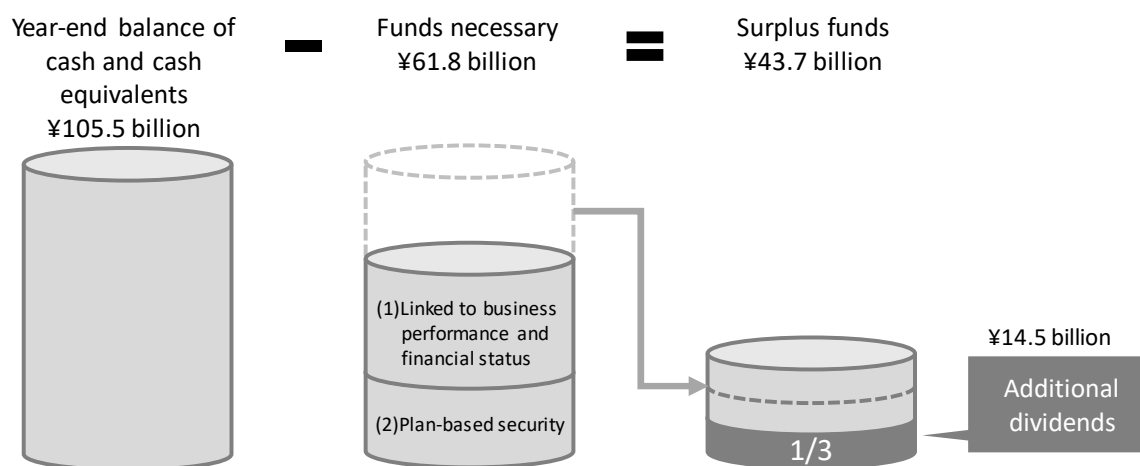 Year-end balance of
cash and cash
equivalents
¥105.5 billion
Funds necessary
¥61.8 billion
Surplus funds
¥43.7 billion
(1)Linked to business
performance and
financial status
(2)Plan-based security
¥14.5 billion
Additional
dividends
1/3